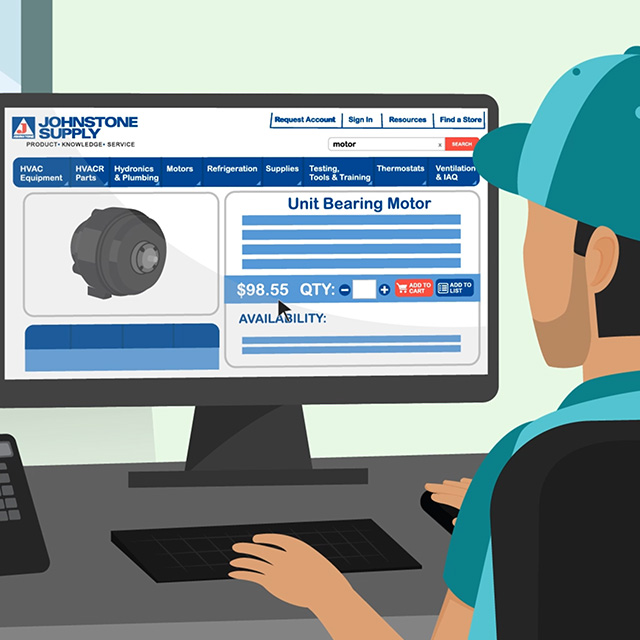 JOHNSTONE
SUPPLY
PRODUCT • KNOWLEDGE • SERVICE
Request Account
Sign In
Resources
Find a Store
motor
x
SEARCH
HVAC
Equipment
HVACR
Parts
Hydronics
& Plumbing
Motors
Refrigeration
Supplies
Testing,
Tools & Training
Thermostats
Ventilation
& IAQ
Unit Bearing Motor
$98.55
QTY:
ADD TO
CART
ADD TO
LIST
AVAILABILITY: